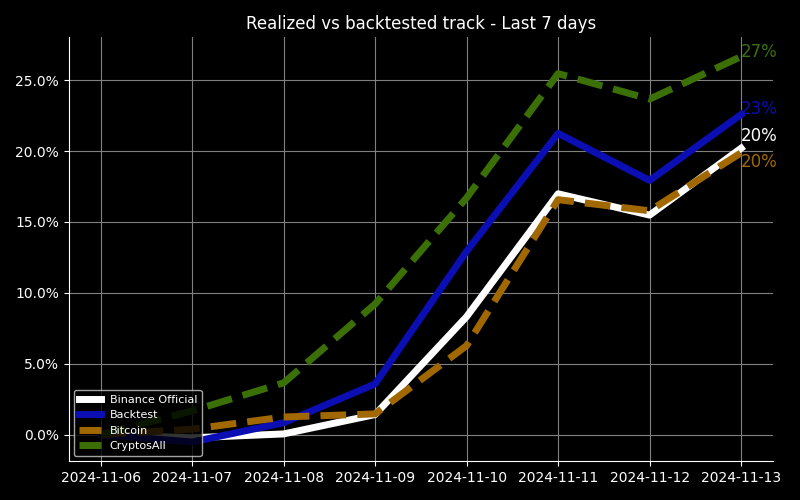 Realized vs backtested track - Last 7 days
27%
25.0%
23%
20%
20.0%
20%
15.0%
10.0%
5.0%
Binance Official
Backtest
Bitcoin
CryptosAll
0.0%
2024-11-06 2024-11-07 2024-11-08 2024-11-09 2024-11-10 2024-11-11 2024-11-12 2024-11-13